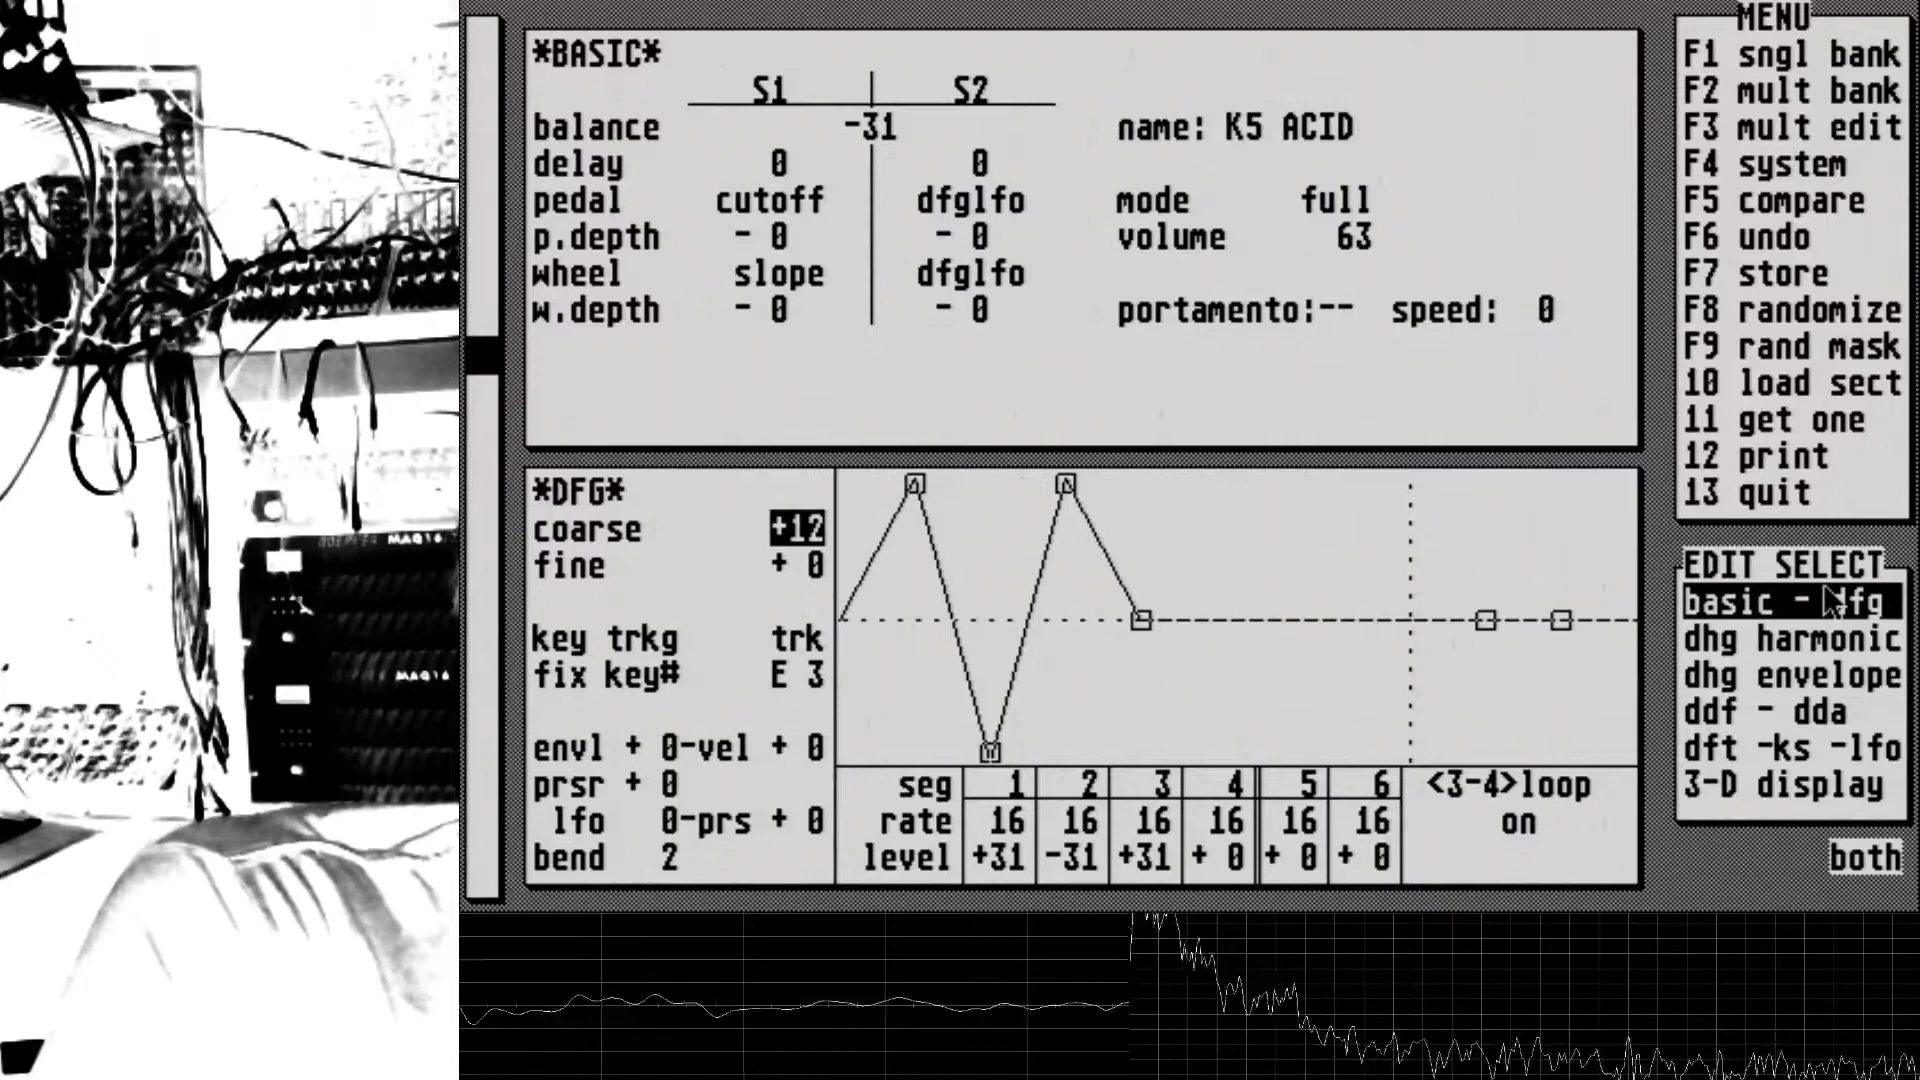 *BASIC*
S1 S2
balance -31 name: K5 ACID
delay 0 0
pedal cutoff dfglfo mode full
p.depth - 0 - 0 volume 63
wheel slope dfglfo
w.depth - 0 - 0 portamento:-- speed: 0
*DFG*
coarse +12
fine + 0
key trkg trk
fix key# E 3
envl + 0-vel + 0
prsr + 0
lfo 0-prs + 0
bend 2
seg 1 2 3 4 5 6 <3-4>loop
rate 16 16 16 16 16 16 on
level +31 -31 +31 + 0 + 0 + 0
MENU
F1 sngl bank
F2 mult bank
F3 mult edit
F4 system
F5 compare
F6 undo
F7 store
F8 randomize
F9 rand mask
10 load sect
11 get one
12 print
13 quit
EDIT SELECT
basic - dfg
dhg harmonic
dhg envelope
ddf - dda
dft -ks -lfo
3-D display
both
MAQ16
MAQ16